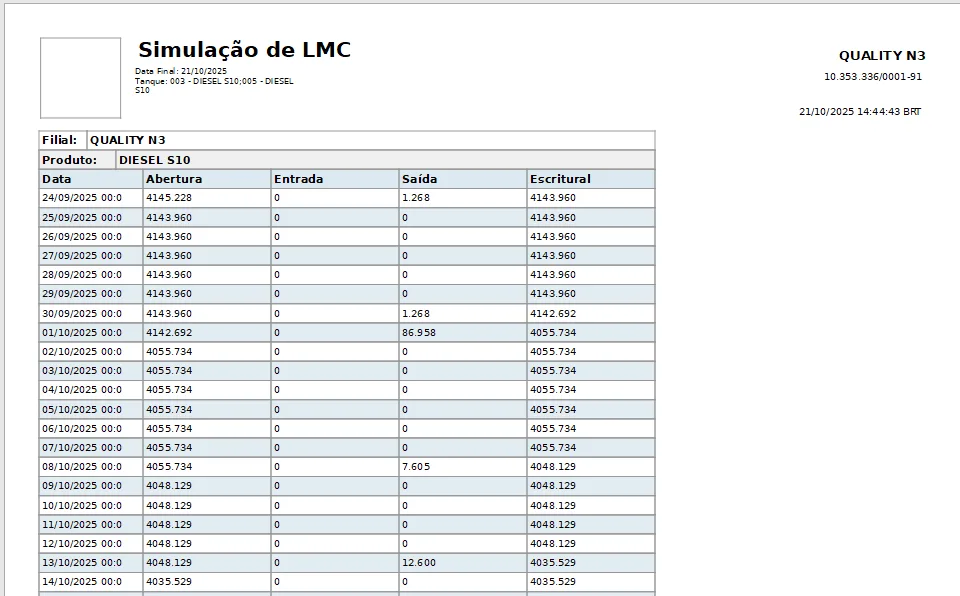 Simulação de LMC
Data Final: 21/10/2025
Tanque: 003 - DIESEL S10;005 - DIESEL
S10
QUALITY N3
10.353.336/0001-91
21/10/2025 14:44:43 BRT
Filial: QUALITY N3
Produto: DIESEL S10
Data Abertura Entrada Saída Escritural
24/09/2025 00:0 4145.228 0 1.268 4143.960
25/09/2025 00:0 4143.960 0 0 4143.960
26/09/2025 00:0 4143.960 0 0 4143.960
27/09/2025 00:0 4143.960 0 0 4143.960
28/09/2025 00:0 4143.960 0 0 4143.960
29/09/2025 00:0 4143.960 0 0 4143.960
30/09/2025 00:0 4143.960 0 1.268 4142.692
01/10/2025 00:0 4142.692 0 86.958 4055.734
02/10/2025 00:0 4055.734 0 0 4055.734
03/10/2025 00:0 4055.734 0 0 4055.734
04/10/2025 00:0 4055.734 0 0 4055.734
05/10/2025 00:0 4055.734 0 0 4055.734
06/10/2025 00:0 4055.734 0 0 4055.734
07/10/2025 00:0 4055.734 0 0 4055.734
08/10/2025 00:0 4055.734 0 7.605 4048.129
09/10/2025 00:0 4048.129 0 0 4048.129
10/10/2025 00:0 4048.129 0 0 4048.129
11/10/2025 00:0 4048.129 0 0 4048.129
12/10/2025 00:0 4048.129 0 0 4048.129
13/10/2025 00:0 4048.129 0 12.600 4035.529
14/10/2025 00:0 4035.529 0 0 4035.529